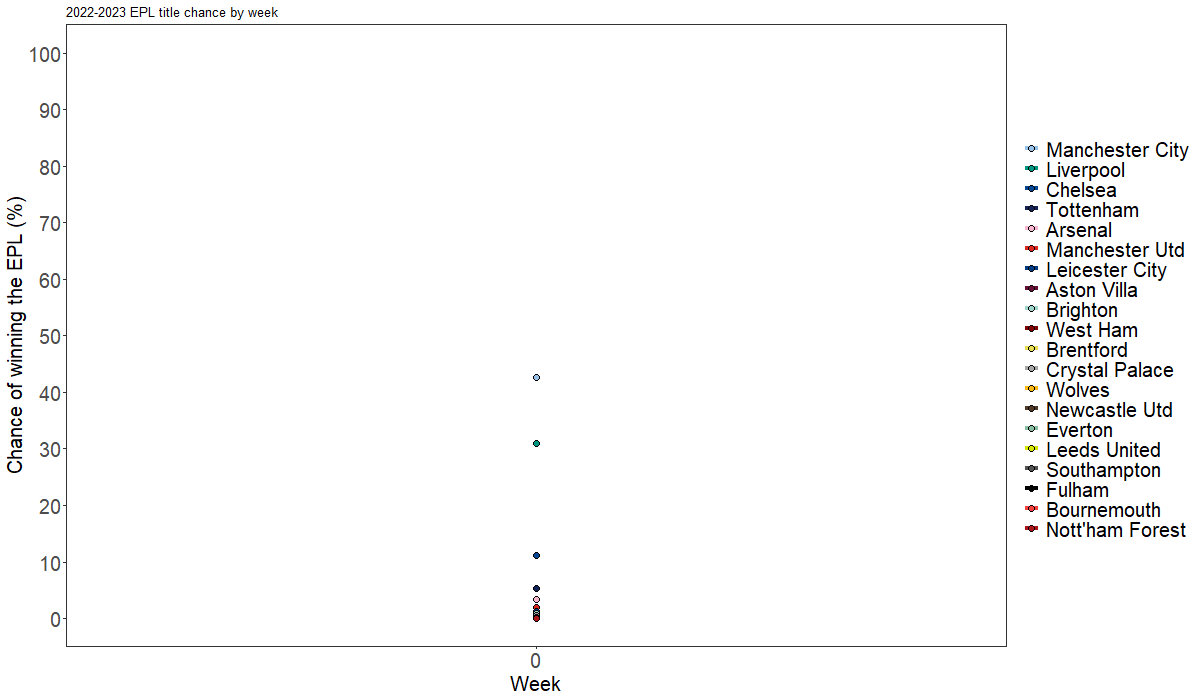 2022-2023 EPL title chance by week
100
90
80
70
60
50
40
30
20
10
0
Chance of winning the EPL (%)
0
Week
Manchester City
Liverpool
Chelsea
Tottenham
Arsenal
Manchester Utd
Leicester City
Aston Villa
Brighton
West Ham
Brentford
Crystal Palace
Wolves
Newcastle Utd
Everton
Leeds United
Southampton
Fulham
Bournemouth
Nott'ham Forest